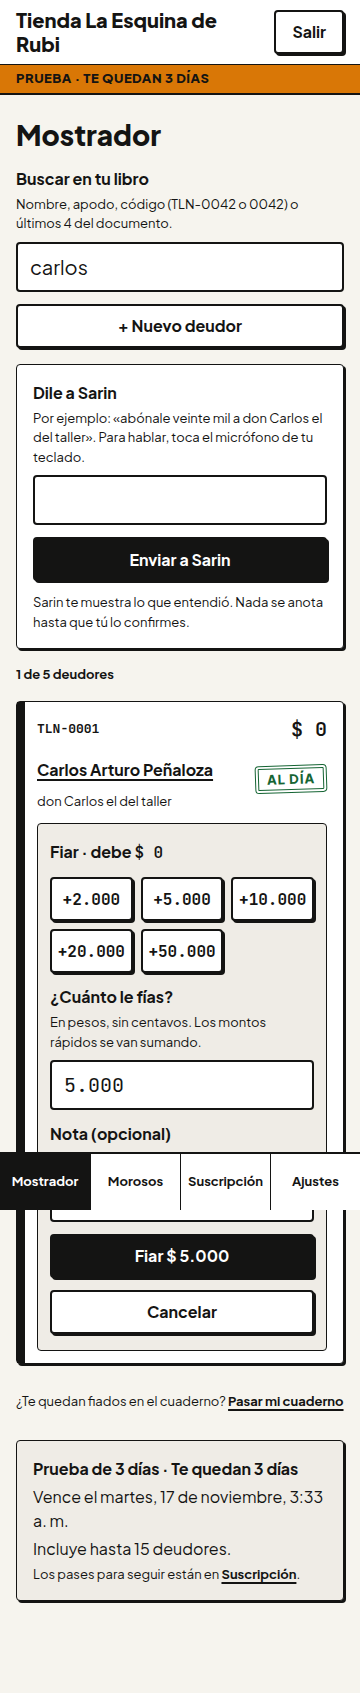 Tienda La Esquina de
Rubi
Salir
PRUEBA · TE QUEDAN 3 DÍAS
Mostrador
Buscar en tu libro
Nombre, apodo, código (TLN-0042 o 0042) o
últimos 4 del documento.
carlos
+ Nuevo deudor
Dile a Sarin
Por ejemplo: «abónale veinte mil a don Carlos el
del taller». Para hablar, toca el micrófono de tu
teclado.
Enviar a Sarin
Sarin te muestra lo que entendió. Nada se anota
hasta que tú lo confirmes.
1 de 5 deudores
TLN-0001
$ 0
Carlos Arturo Peñaloza
AL DÍA
don Carlos el del taller
Fiar · debe $ 0
+2.000 +5.000 +10.000
+20.000 +50.000
¿Cuánto le fías?
En pesos, sin centavos. Los montos
rápidos se van sumando.
5.000
Nota (opcional)
Mostrador Morosos Suscripción Ajustes
Fiar $ 5.000
Cancelar
¿Te quedan fiados en el cuaderno? Pasar mi cuaderno
Prueba de 3 días · Te quedan 3 días
Vence el martes, 17 de noviembre, 3:33
a. m.
Incluye hasta 15 deudores.
Los pases para seguir están en Suscripción.